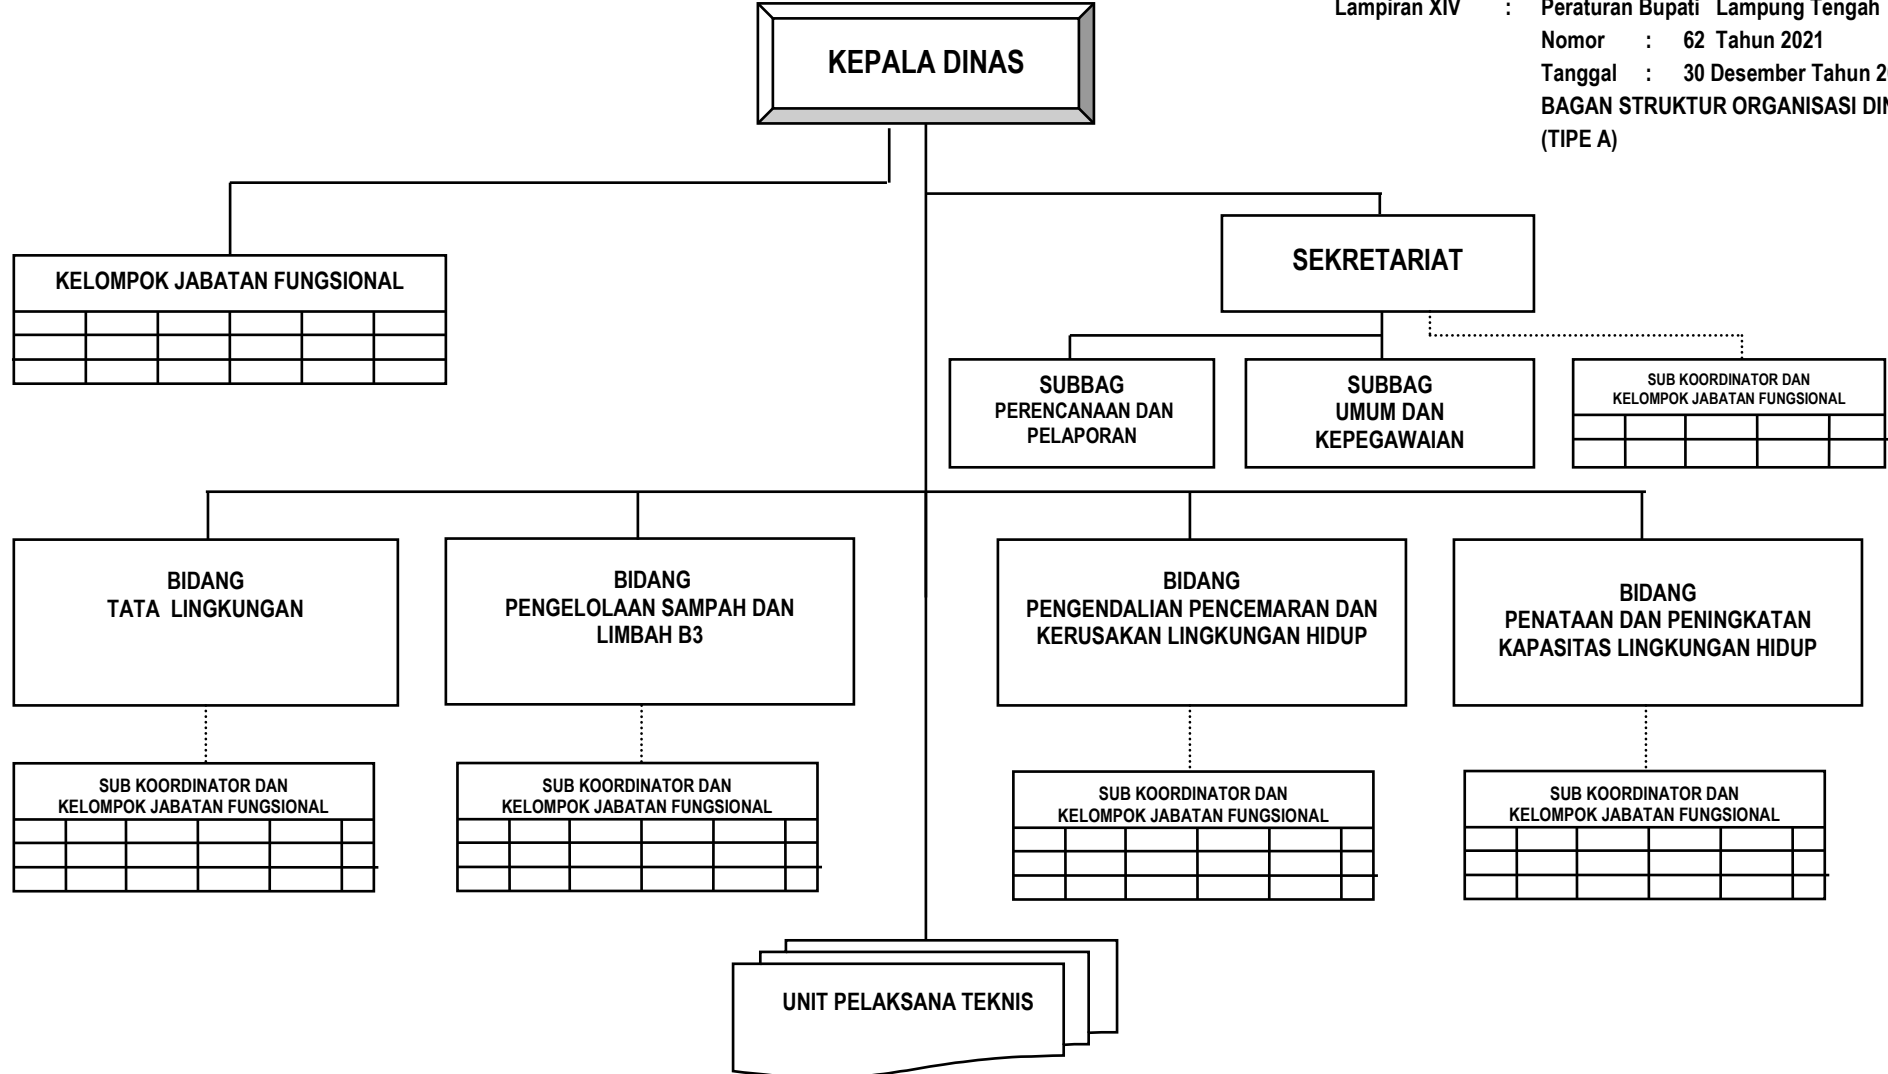 Lampiran XIV : Peraturan Bupati Lampung Tengah
Nomor : 62 Tahun 2021
Tanggal : 30 Desember Tahun
BAGAN STRUKTUR ORGANISASI
(TIPE A)
KEPALA DINAS
KELOMPOK JABATAN FUNGSIONAL
SEKRETARIAT
SUBBAG
PERENCANAAN DAN
PELAPORAN
SUBBAG
UMUM DAN
KEPEGAWAIAN
SUB KOORDINATOR DAN
KELOMPOK JABATAN FUNGSIONAL
BIDANG
TATA LINGKUNGAN
BIDANG
PENGELOLAAN SAMPAH DAN
LIMBAH B3
BIDANG
PENGENDALIAN PENCEMARAN DAN
KERUSAKAN LINGKUNGAN HIDUP
BIDANG
PENATAAN DAN PENINGKATAN
KAPASITAS LINGKUNGAN HIDUP
SUB KOORDINATOR DAN
KELOMPOK JABATAN FUNGSIONAL
SUB KOORDINATOR DAN
KELOMPOK JABATAN FUNGSIONAL
SUB KOORDINATOR DAN
KELOMPOK JABATAN FUNGSIONAL
SUB KOORDINATOR DAN
KELOMPOK JABATAN FUNGSIONAL
UNIT PELAKSANA TEKNIS